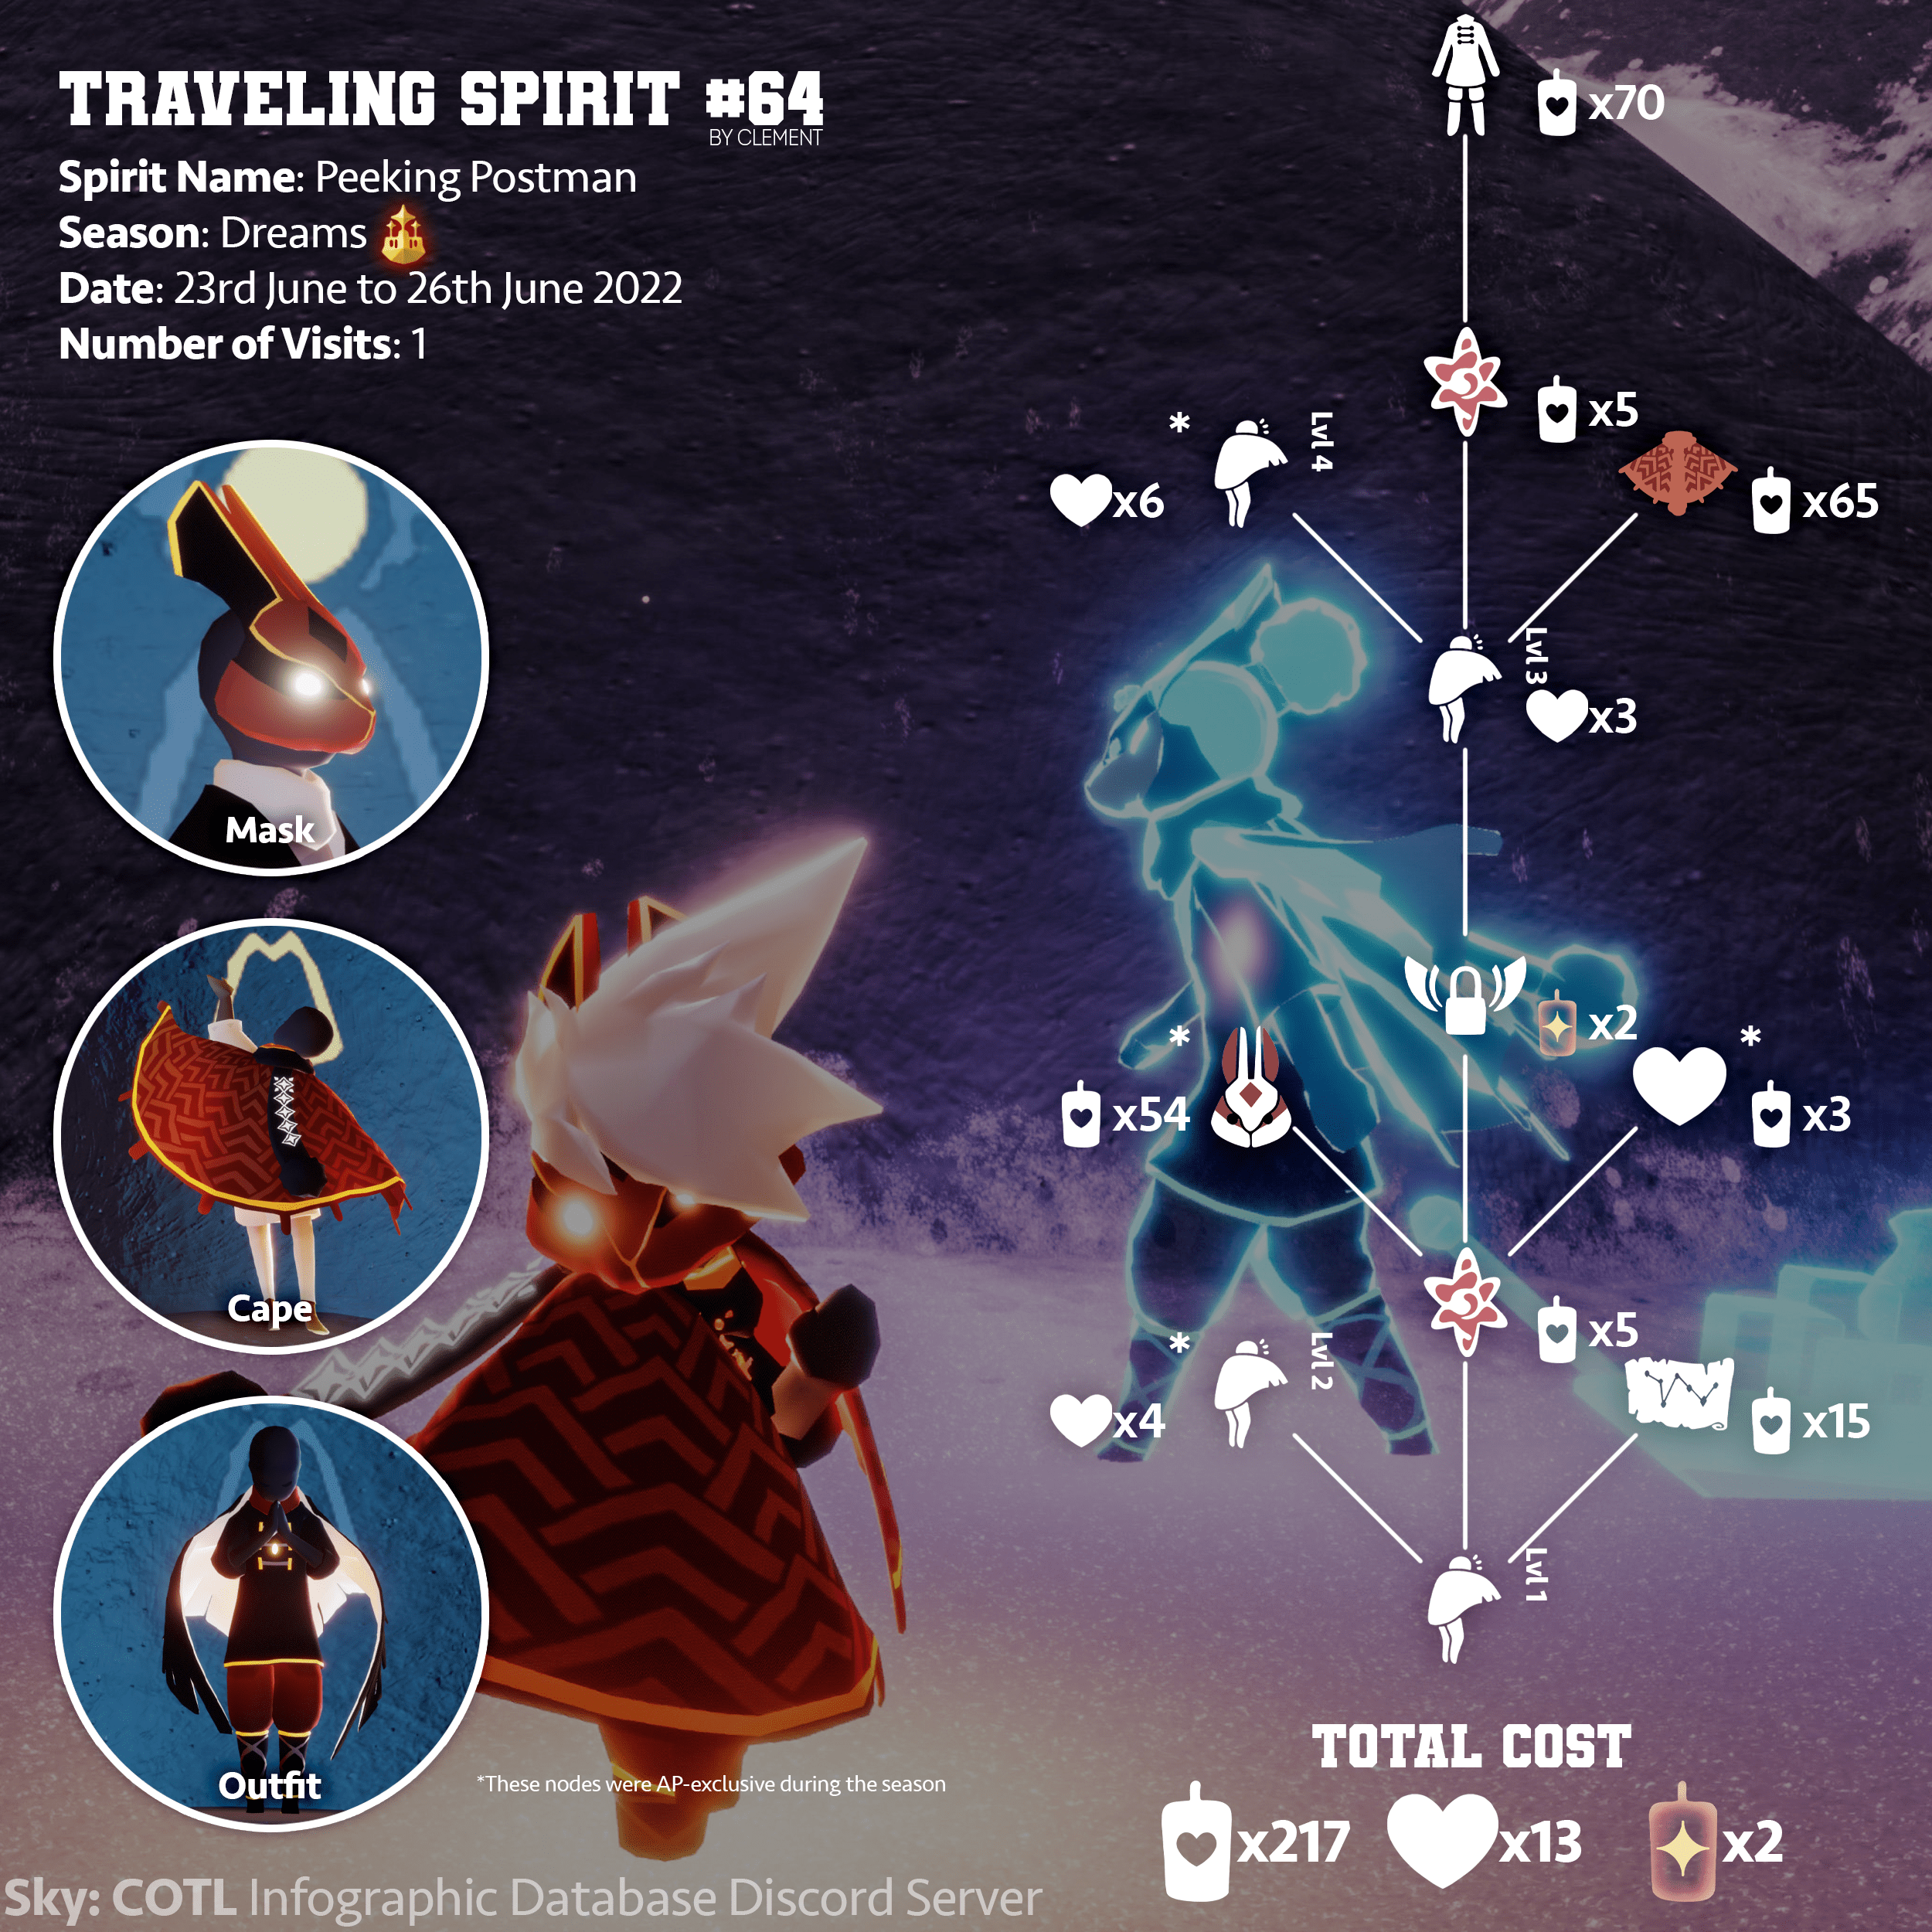 TRAVELING SPIRIT #64
BY CLEMENT
Spirit Name: Peeking Postman
Season: Dreams
Date: 23rd June to 26th June 2022
Number of Visits: 1
Mask
Cape
Outfit
x70
x5
* Lvl 4
x6
x65
Lvl 3
x3
x2
* *
x54
x3
x5
* Lvl 2
x4
x15
Lvl 1
*These nodes were AP-exclusive during the season
TOTAL COST
x217 x13 x2
Sky: COTL Infographic Database Discord Server